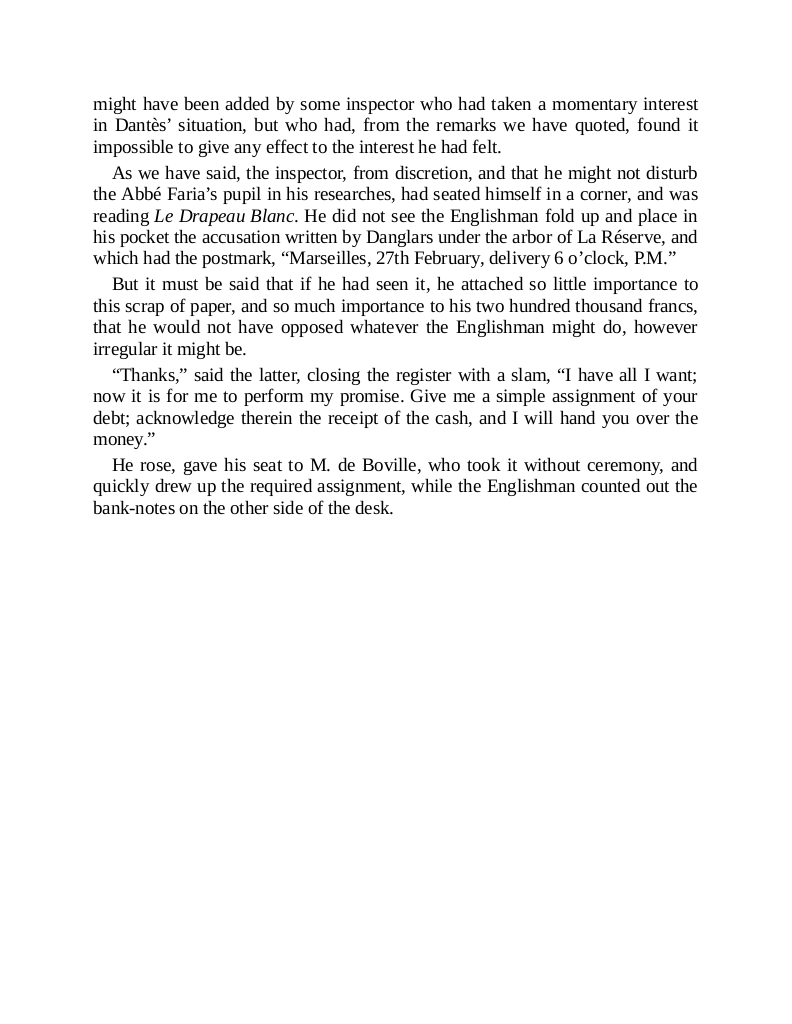 might have been added by some inspector who had taken a momentary interest
in Dantès’ situation, but who had, from the remarks we have quoted, found it
impossible to give any effect to the interest he had felt.
As we have said, the inspector, from discretion, and that he might not disturb
the Abbé Faria’s pupil in his researches, had seated himself in a corner, and was
reading Le Drapeau Blanc. He did not see the Englishman fold up and place in
his pocket the accusation written by Danglars under the arbor of La Réserve, and
which had the postmark, “Marseilles, 27th February, delivery 6 o’clock, P.M.”
But it must be said that if he had seen it, he attached so little importance to
this scrap of paper, and so much importance to his two hundred thousand francs,
that he would not have opposed whatever the Englishman might do, however
irregular it might be.
“Thanks,” said the latter, closing the register with a slam, “I have all I want;
now it is for me to perform my promise. Give me a simple assignment of your
debt; acknowledge therein the receipt of the cash, and I will hand you over the
money.”
He rose, gave his seat to M. de Boville, who took it without ceremony, and
quickly drew up the required assignment, while the Englishman counted out the
bank-notes on the other side of the desk.